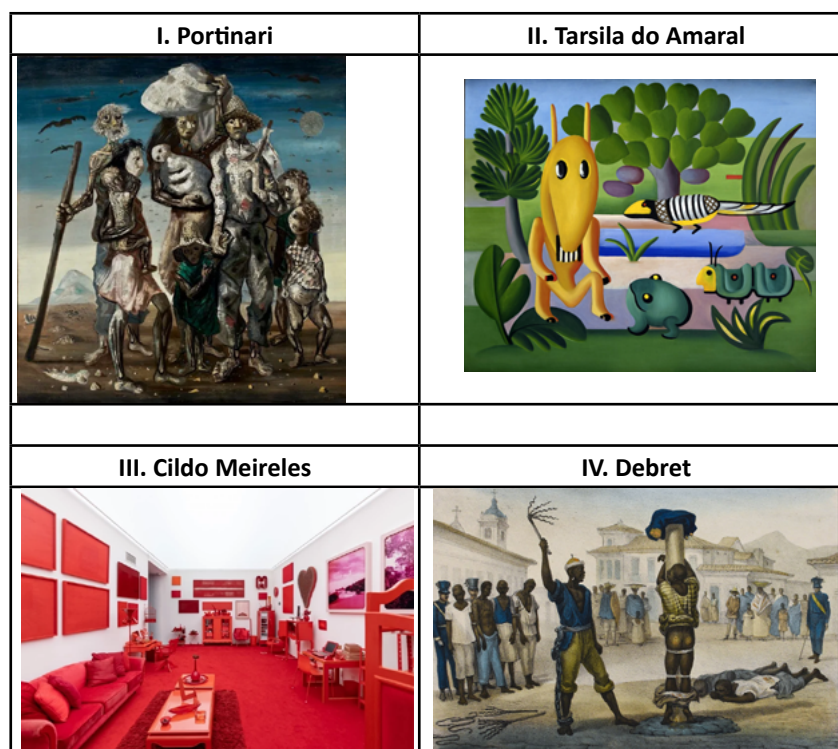 I. Portinari
II. Tarsila do Amaral
III. Cildo Meireles
IV. Debret